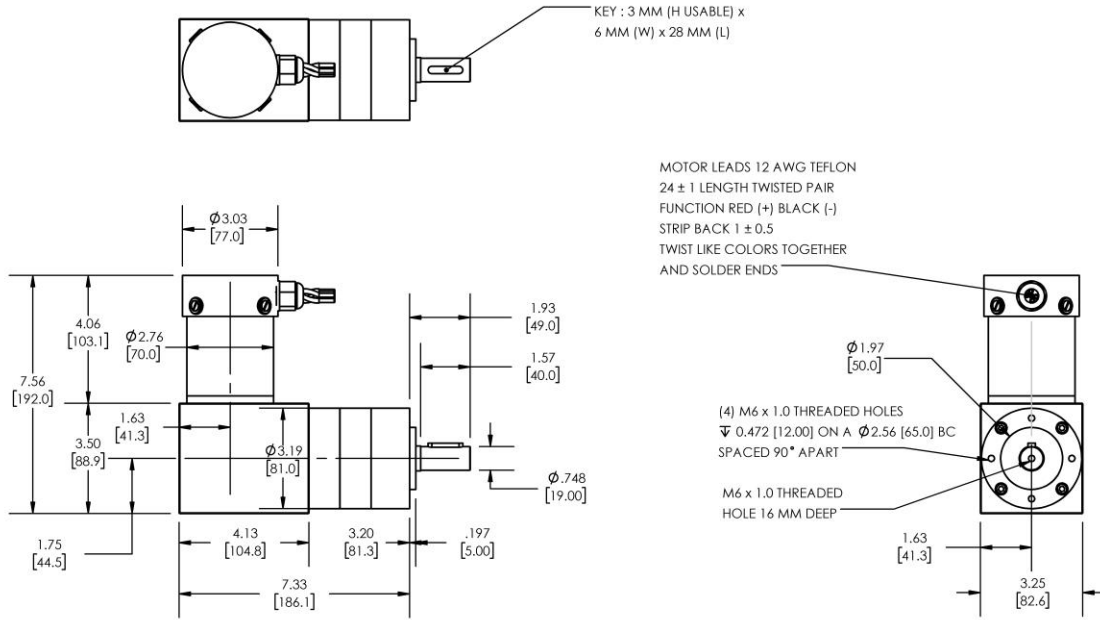 KEY : 3 MM (H USABLE) x
6 MM (W) x 28 MM (L)
MOTOR LEADS 12 AWG TEFLON
24 ± 1 LENGTH TWISTED PAIR
FUNCTION RED (+) BLACK (-)
STRIP BACK 1 ± 0.5
TWIST LIKE COLORS TOGETHER
AND SOLDER ENDS
Ø3.03
[77.0]
4.06
[103.1]
Ø2.76
[70.0]
7.56
[192.0]
1.63
[41.3]
3.50
[88.9]
Ø3.19
[81.0]
1.93
[49.0]
1.57
[40.0]
Ø.748
[19.00]
1.75
[44.5]
4.13
[104.8]
3.20
[81.3]
.197
[5.00]
7.33
[186.1]
Ø1.97
[50.0]
(4) M6 x 1.0 THREADED HOLES
↧ 0.472 [12.00] ON A Ø2.56 [65.0] BC
SPACED 90° APART
M6 x 1.0 THREADED
HOLE 16 MM DEEP
1.63
[41.3]
3.25
[82.6]